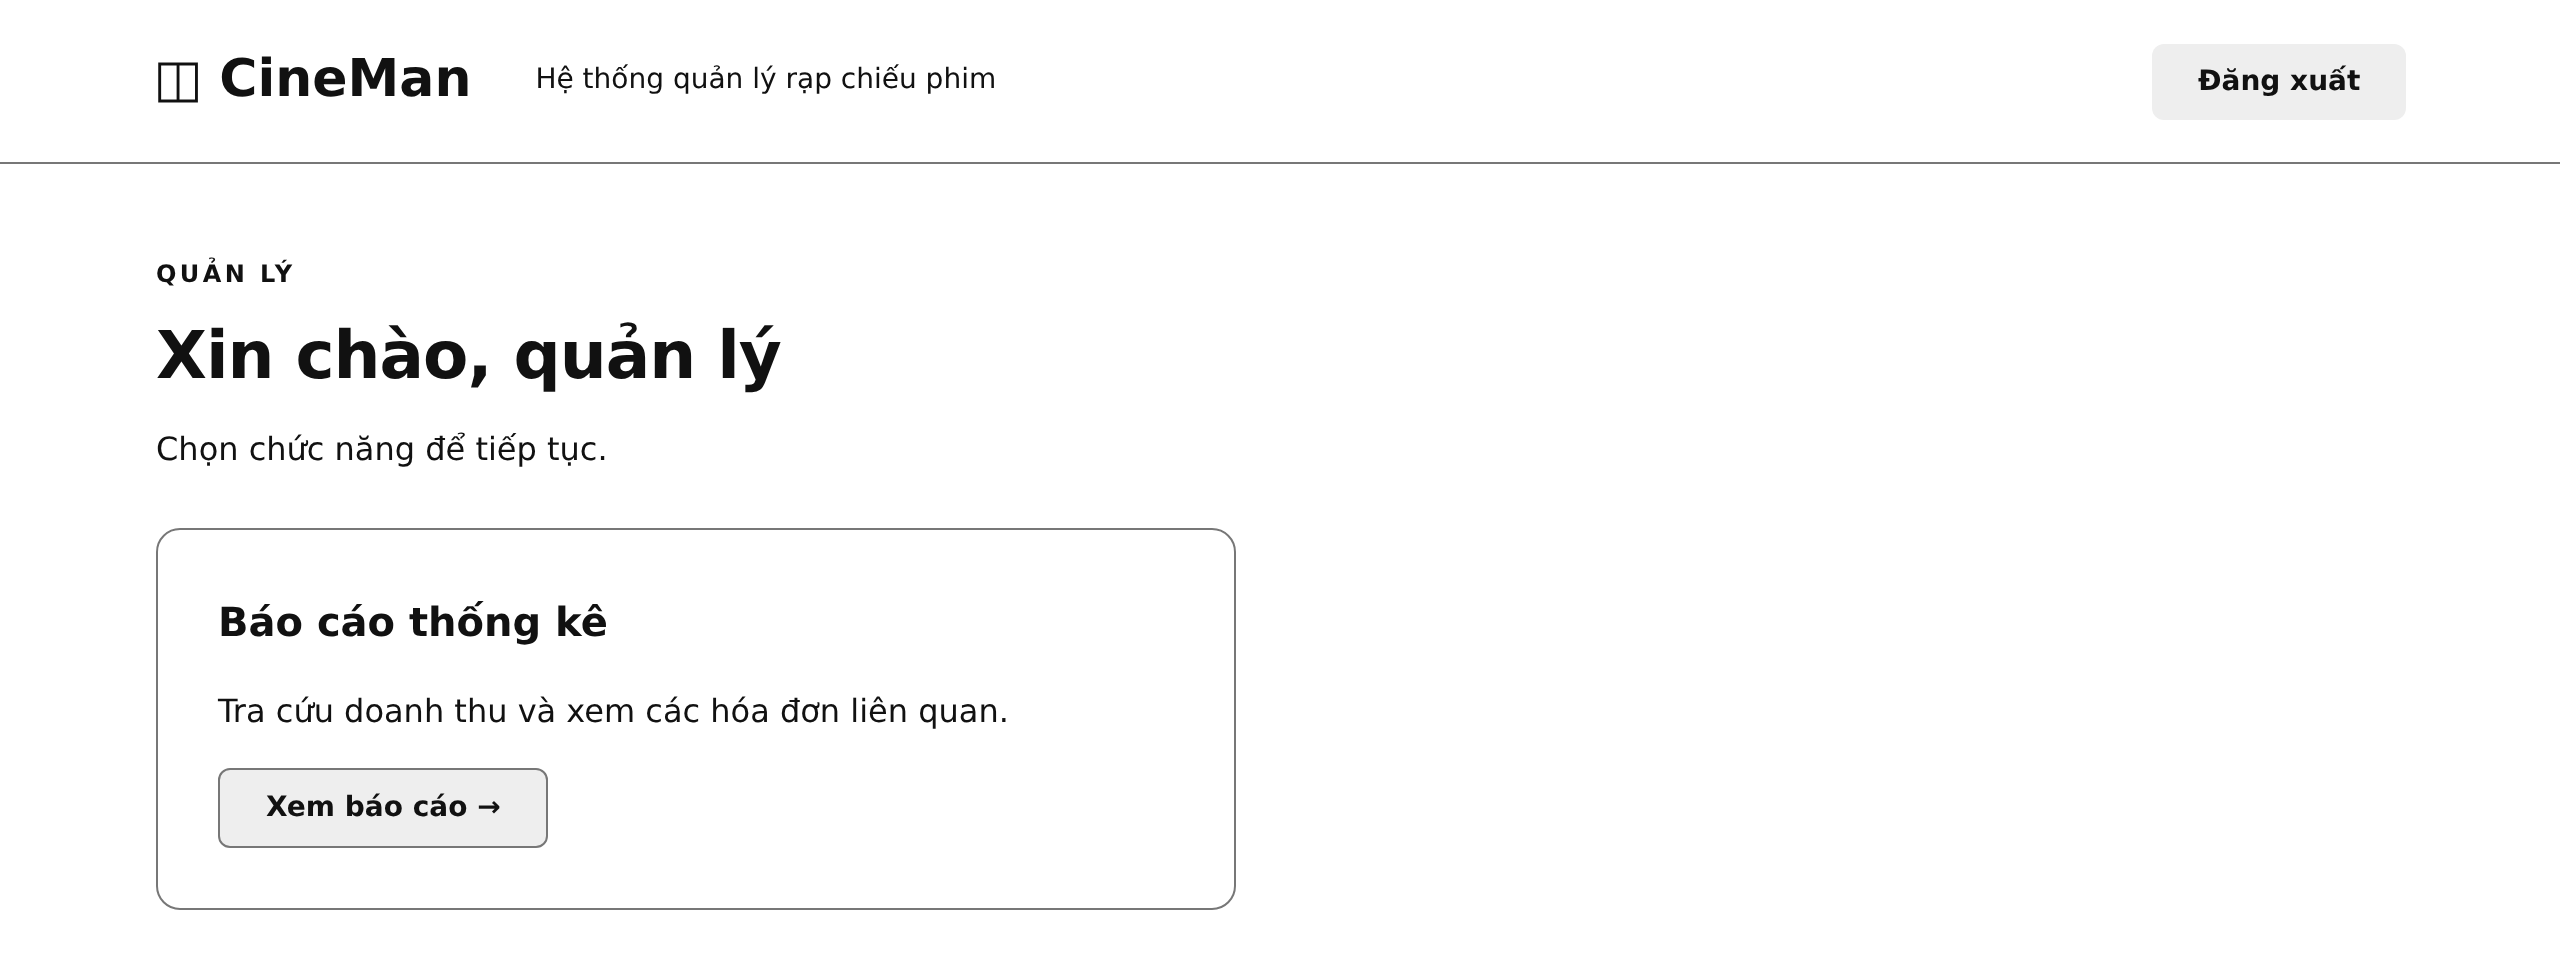 CineMan
Hệ thống quản lý rạp chiếu phim
Đăng xuất
QUẢN LÝ
Xin chào, quản lý
Chọn chức năng để tiếp tục.
Báo cáo thống kê
Tra cứu doanh thu và xem các hóa đơn liên quan.
Xem báo cáo →